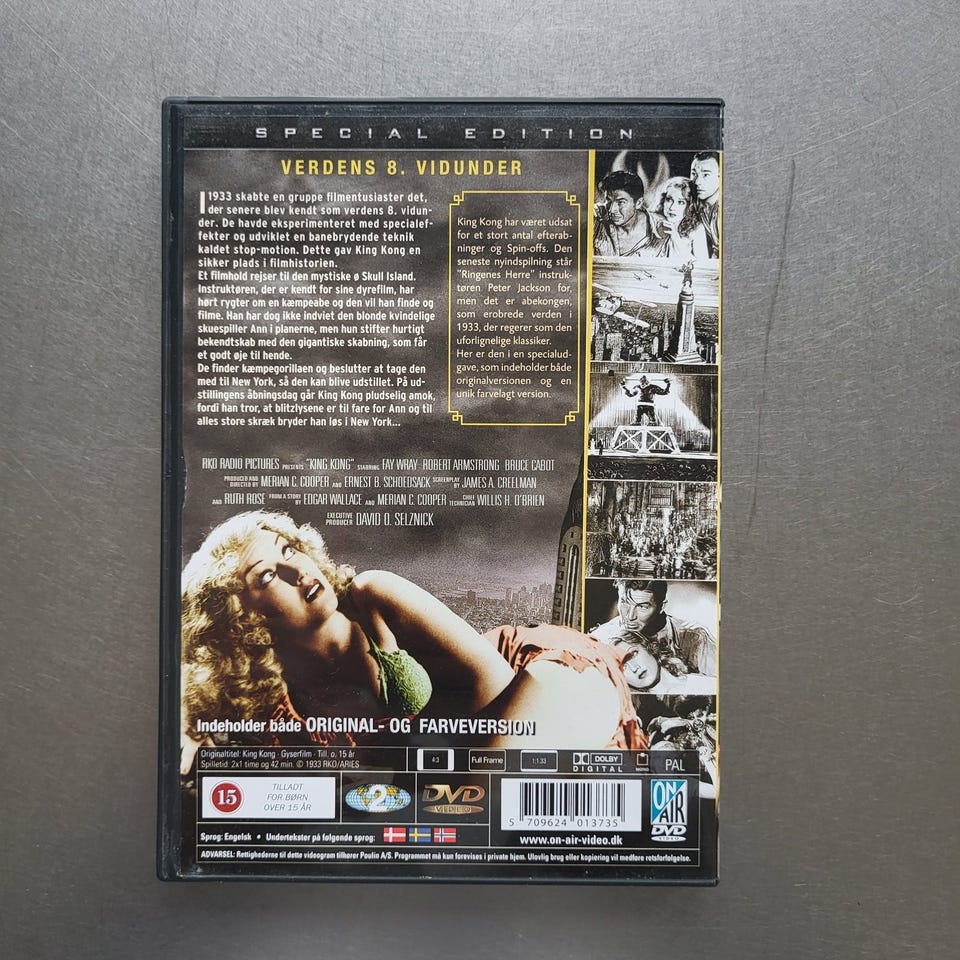 SPECIAL EDITION
VERDENS 8. VIDUNDER
I 1933 skabte en gruppe filmentusiaster det,
der senere blev kendt som verdens 8. vidun-
der. De havde eksperimenteret med specialef-
fekter og udviklet en banebrydende teknik
kaldet stop-motion. Dette gav King Kong en
sikker plads i filmhistorien.
Et filmhold rejser til den mystiske ø Skull Island.
Instruktøren, der er kendt for sine dyrefilm, har
hørt rygter om en kæmpeabe og den vil han finde og
filme. Han har dog ikke indviet den blonde kvindelige
skuespiller Ann i planerne, men hun stifter hurtigt
bekendtskab med den gigantiske skabning, som får
et godt øje til hende.
De finder kæmpegorillaen og beslutter at tage den
med til New York, så den kan blive udstillet. På ud-
stillingens åbningsdag går King Kong pludselig amok,
fordi han tror, at blitzlysene er til fare for Ann og til
alles store skræk bryder han løs i New York...
King Kong har været udsat
for et stort antal efterab-
ninger og Spin-offs. Den
seneste nyindspilning står
"Ringenes Herre" instruk-
tøren Peter Jackson for,
men det er abekongen,
som erobrede verden i
1933, der regerer som den
uforlignelige klassiker.
Her er den i en specialud-
gave, som indeholder både
originalversionen og en
unik farvelagt version.
RKO RADIO PICTURES PRESENTS "KING KONG" STARRING FAY WRAY ROBERT ARMSTRONG BRUCE CABOT
PRODUCED AND DIRECTED BY MERIAN C. COOPER AND ERNEST B. SCHOEDSACK SCREENPLAY BY JAMES A. CREELMAN
AND RUTH ROSE FROM A STORY BY EDGAR WALLACE AND MERIAN C. COOPER CHIEF TECHNICIAN WILLIS H. O'BRIEN
EXECUTIVE PRODUCER DAVID O. SELZNICK
Indeholder både ORIGINAL- OG FARVEVERSION
Originaltitel: King Kong · Gyserfilm · Till. o. 15 år
Spilletid: 2x1 time og 42 min. © 1933 RKO/ARIES
4:3
Full Frame
1:1.33
DOLBY
DIGITAL
MONO
PAL
15
TILLADT
FOR BØRN
OVER 15 ÅR
2
DVD
VIDEO
5 709624 013735
www.on-air-video.dk
ON
AIR
DVD
VIDEO
Sprog: Engelsk • Undertekster på følgende sprog:
ADVARSEL: Rettighederne til dette videogram tilhører Poulin A/S. Programmet må kun forevises i private hjem. Ulovlig brug eller kopiering vil medføre retsforfølgelse.